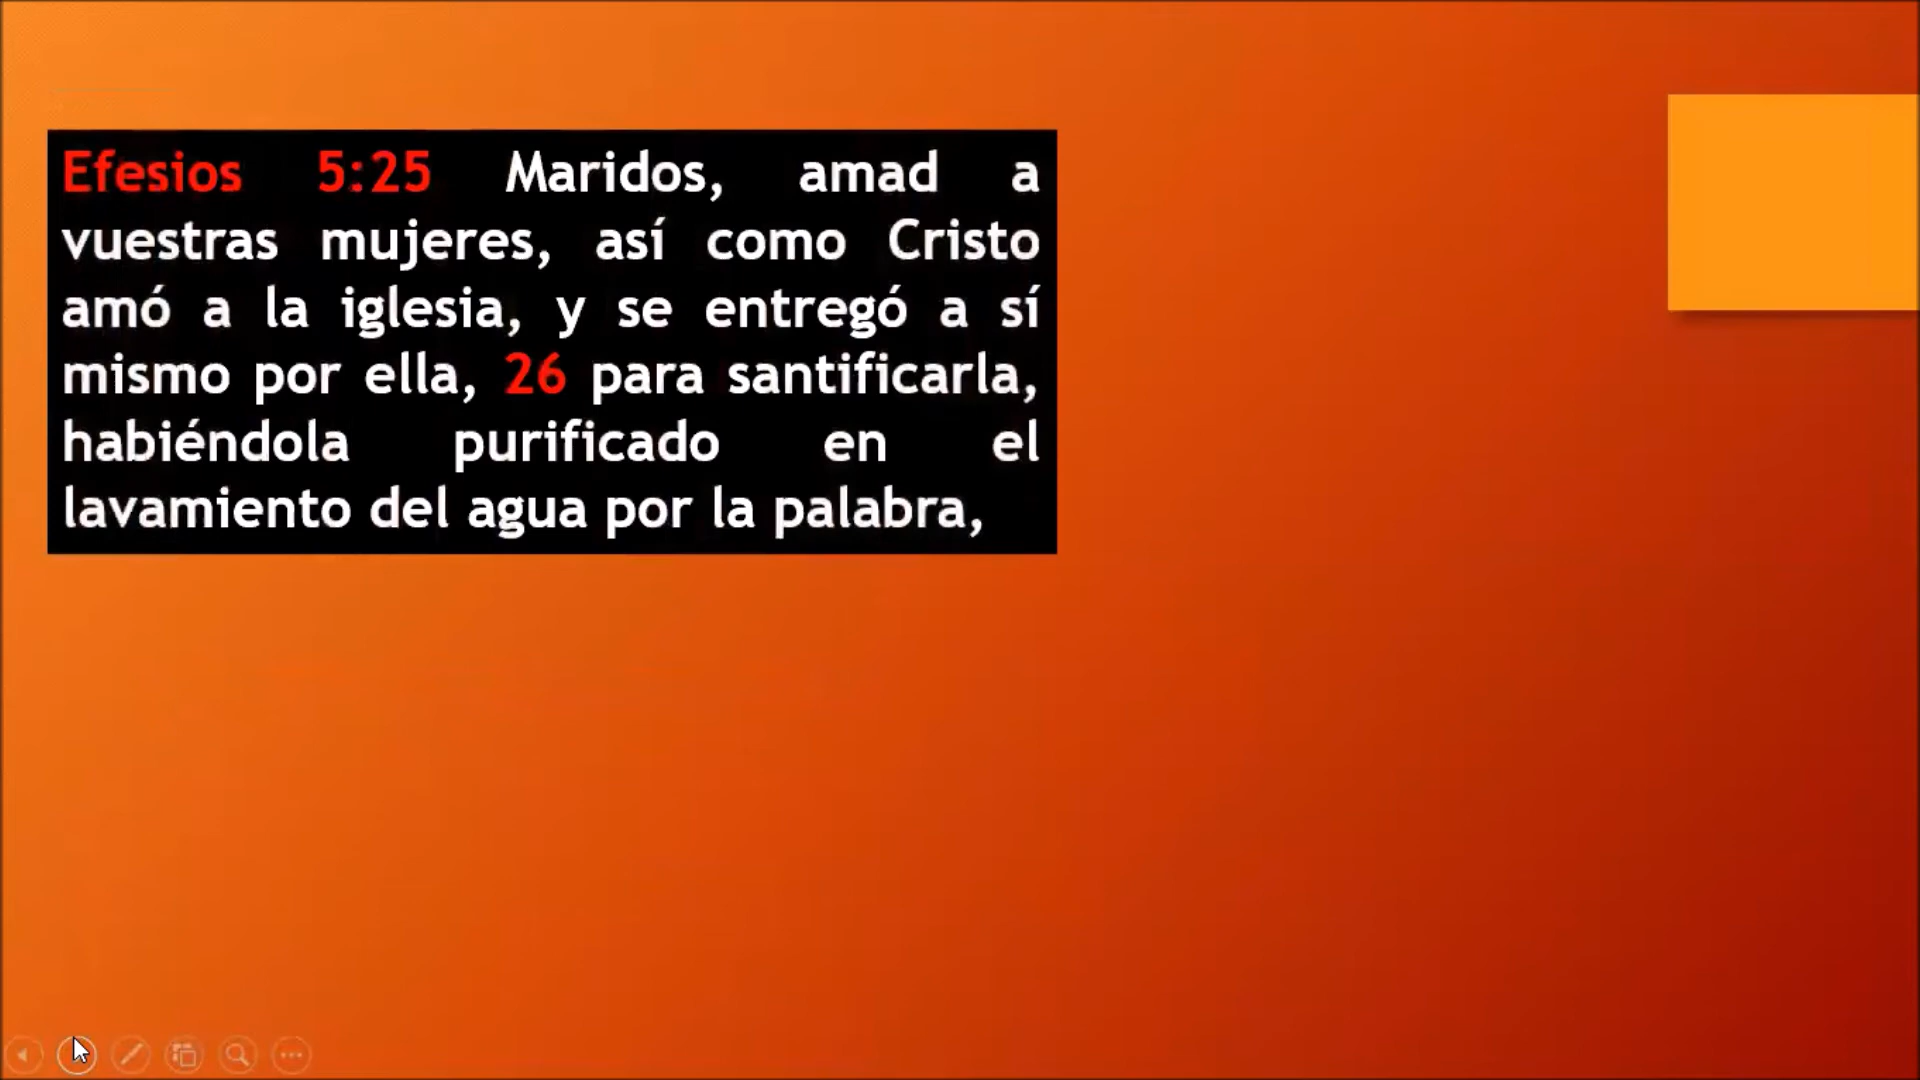 Efesios 5:25 Maridos, amad a
vuestras mujeres, así como Cristo
amó a la iglesia, y se entregó a sí
mismo por ella, 26 para santificarla,
habiéndola purificado en el
lavamiento del agua por la palabra,